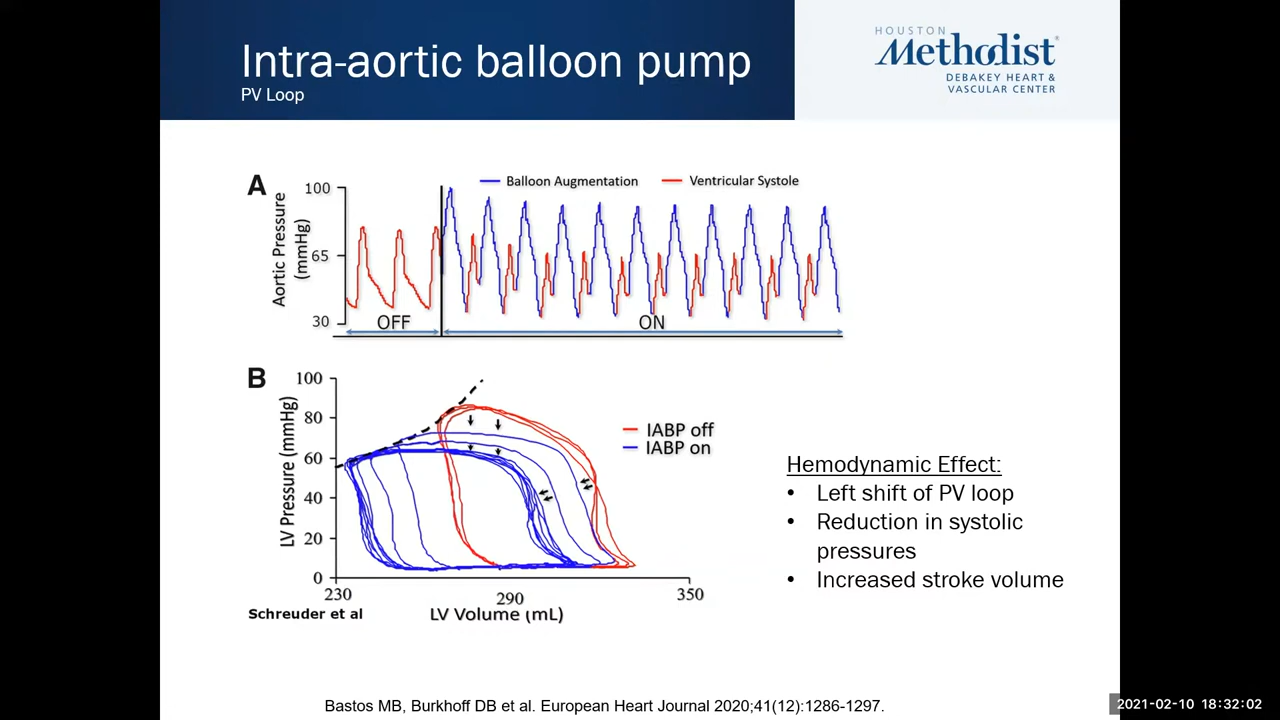 Intra-aortic balloon pump
PV Loop
HOUSTON
Methodist®
DEBAKEY HEART &
VASCULAR CENTER
A
Balloon Augmentation
Ventricular Systole
Aortic Pressure
(mmHg)
100
65
30
OFF
ON
B
LV Pressure (mmHg)
100
80
60
40
20
0
IABP off
IABP on
230
290
350
LV Volume (mL)
Schreuder et al
Hemodynamic Effect:
• Left shift of PV loop
• Reduction in systolic
pressures
• Increased stroke volume
Bastos MB, Burkhoff DB et al. European Heart Journal 2020;41(12):1286-1297.
2021-02-10 18:32:02